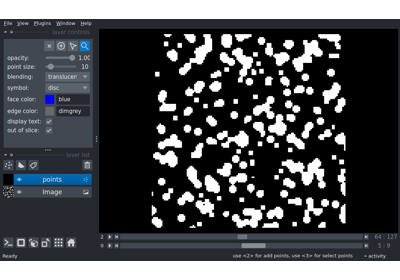 File View Plugins Window Help
layer controls
opacity: 1.00
point size: 10
blending: translucen
symbol: disc
face color: blue
edge color: dimgrey
display text:
out of slice:
layer list
points
Image
2 64 127
0 5 9
Ready use <2> for add points, use <3> for select points activity